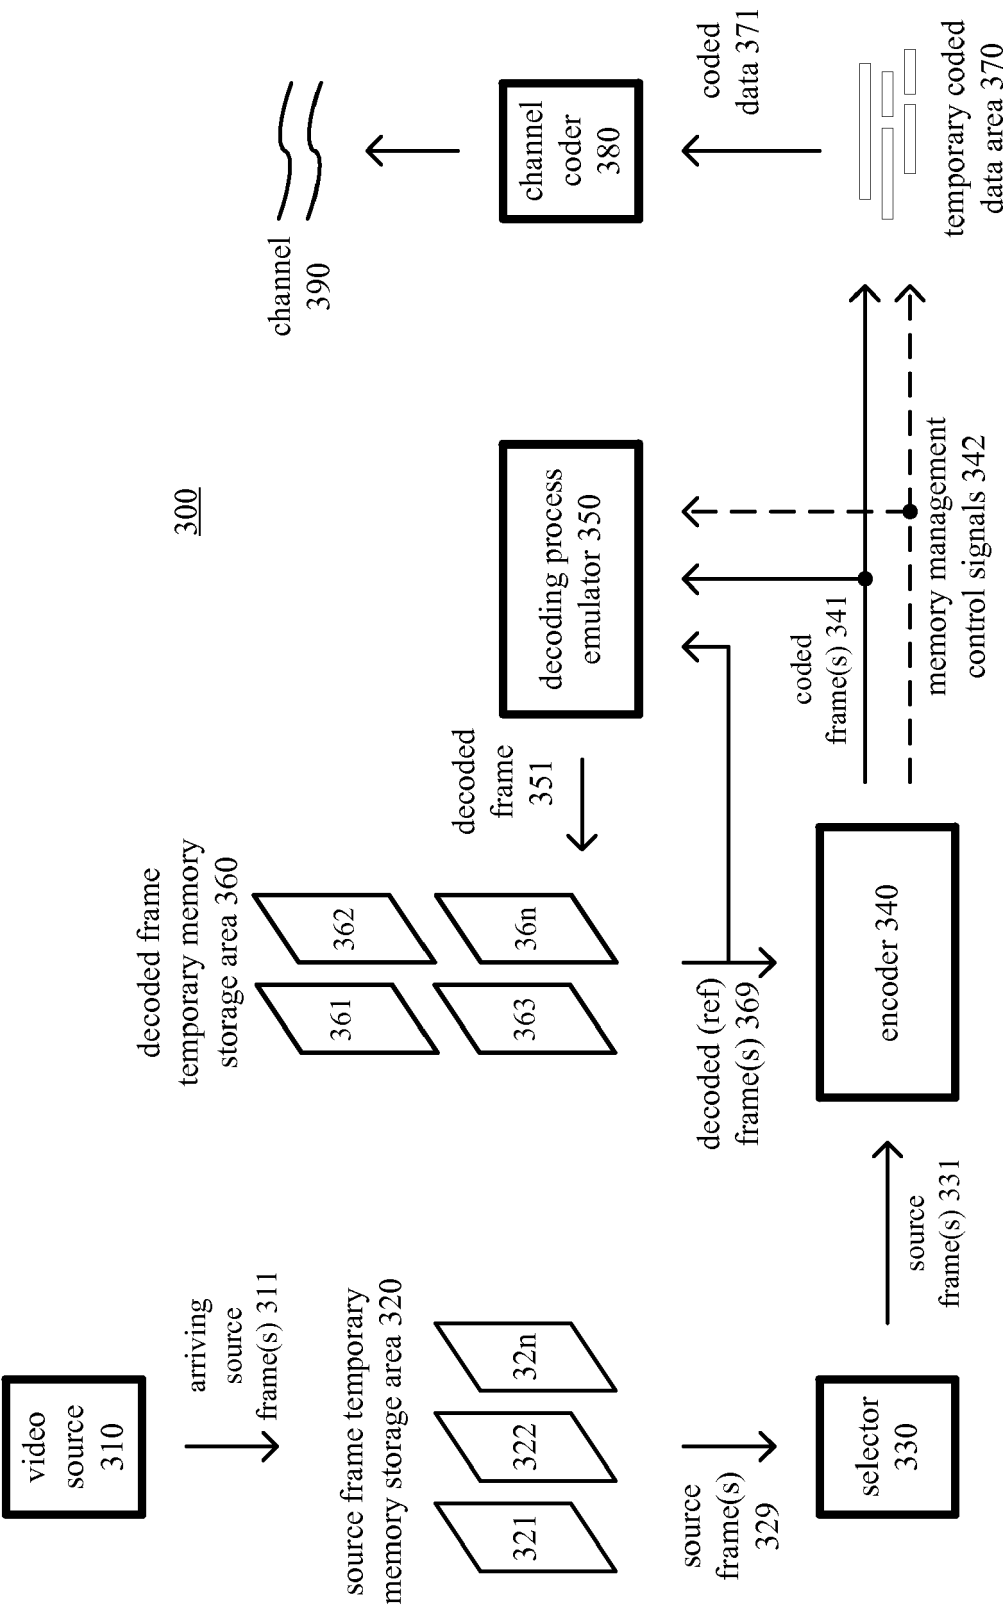 300
video
source
310
arriving
source
frame(s) 311
source frame temporary
memory storage area 320
321
322
32n
source
frame(s)
329
selector
330
source
frame(s) 331
encoder 340
decoded frame
temporary memory
storage area 360
361
362
363
36n
decoded (ref)
frame(s) 369
decoded
frame
351
decoding process
emulator 350
coded
frame(s) 341
memory management
control signals 342
temporary coded
data area 370
coded
data 371
channel
coder
380
channel
390